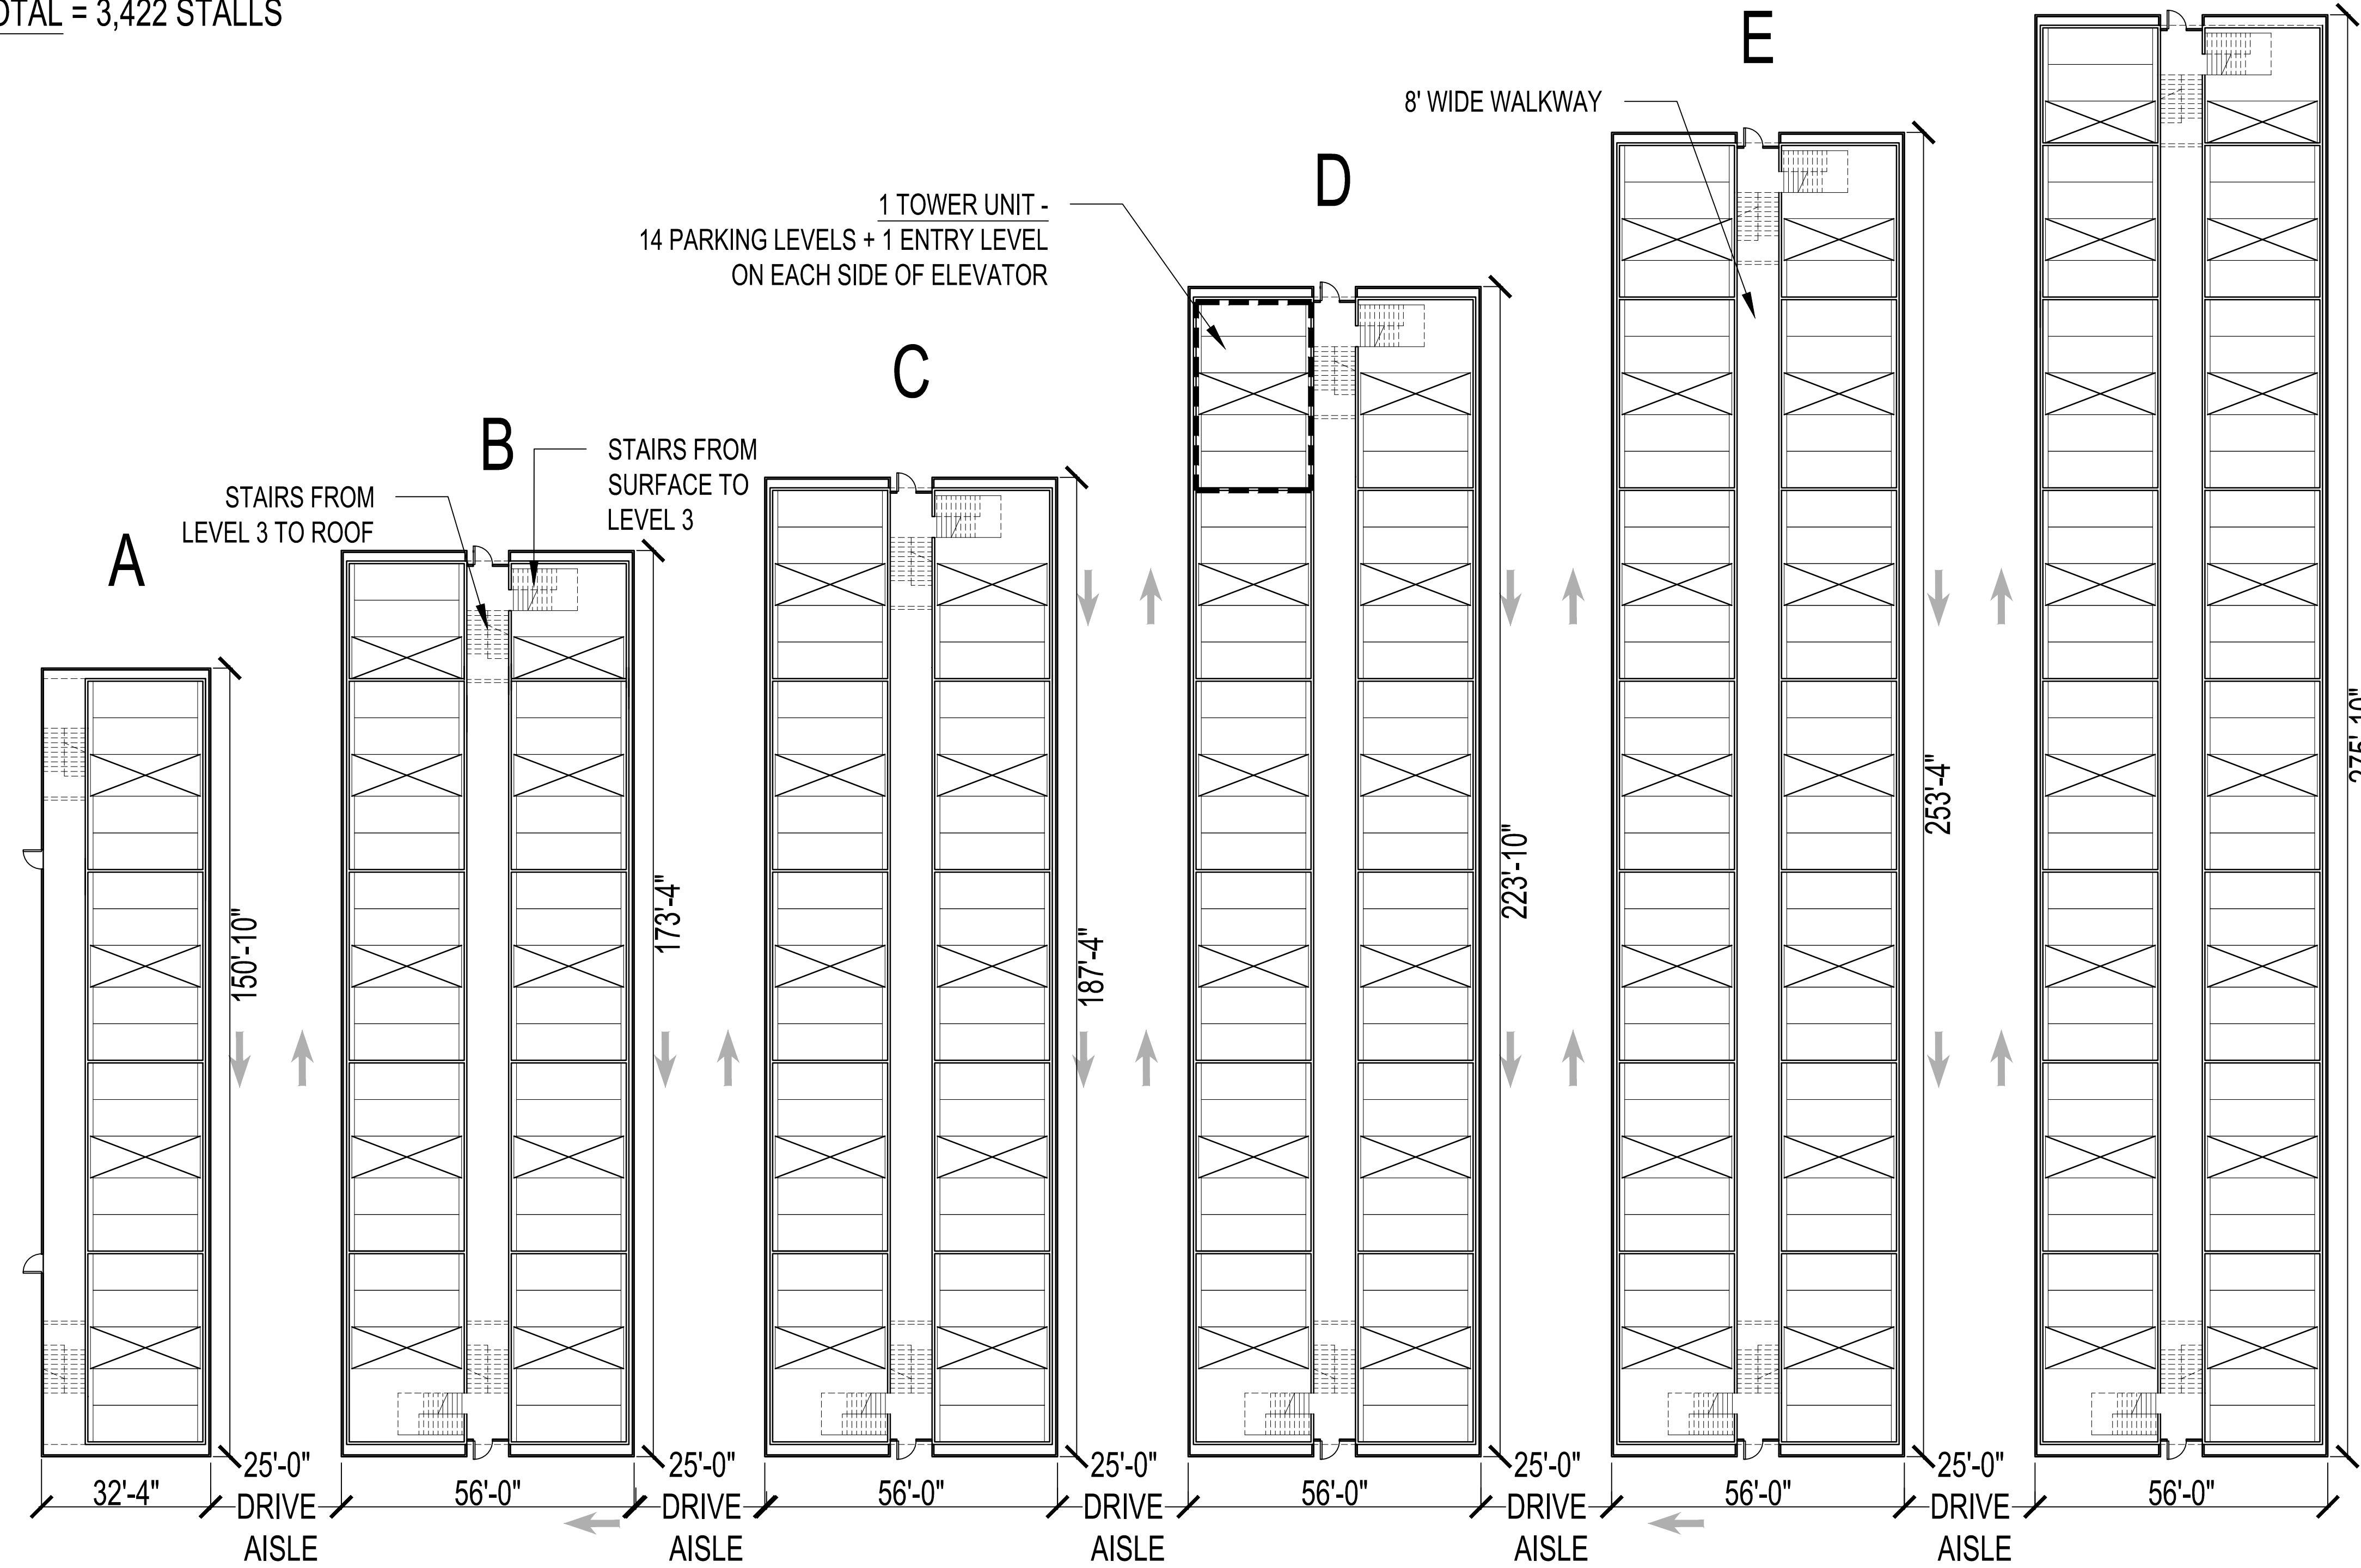 = 3,422 STALLS
E
8' WIDE WALKWAY
D
1 TOWER UNIT -
14 PARKING LEVELS + 1 ENTRY LEVEL
ON EACH SIDE OF ELEVATOR
C
B
STAIRS FROM
SURFACE TO
LEVEL 3
STAIRS FROM
LEVEL 3 TO ROOF
A
150'-10"
173'-4"
187'-4"
223'-10"
253'-4"
32'-4"
25'-0"
DRIVE
AISLE
56'-0"
25'-0"
DRIVE
AISLE
56'-0"
25'-0"
DRIVE
AISLE
56'-0"
25'-0"
DRIVE
AISLE
56'-0"
25'-0"
DRIVE
AISLE
56'-0"